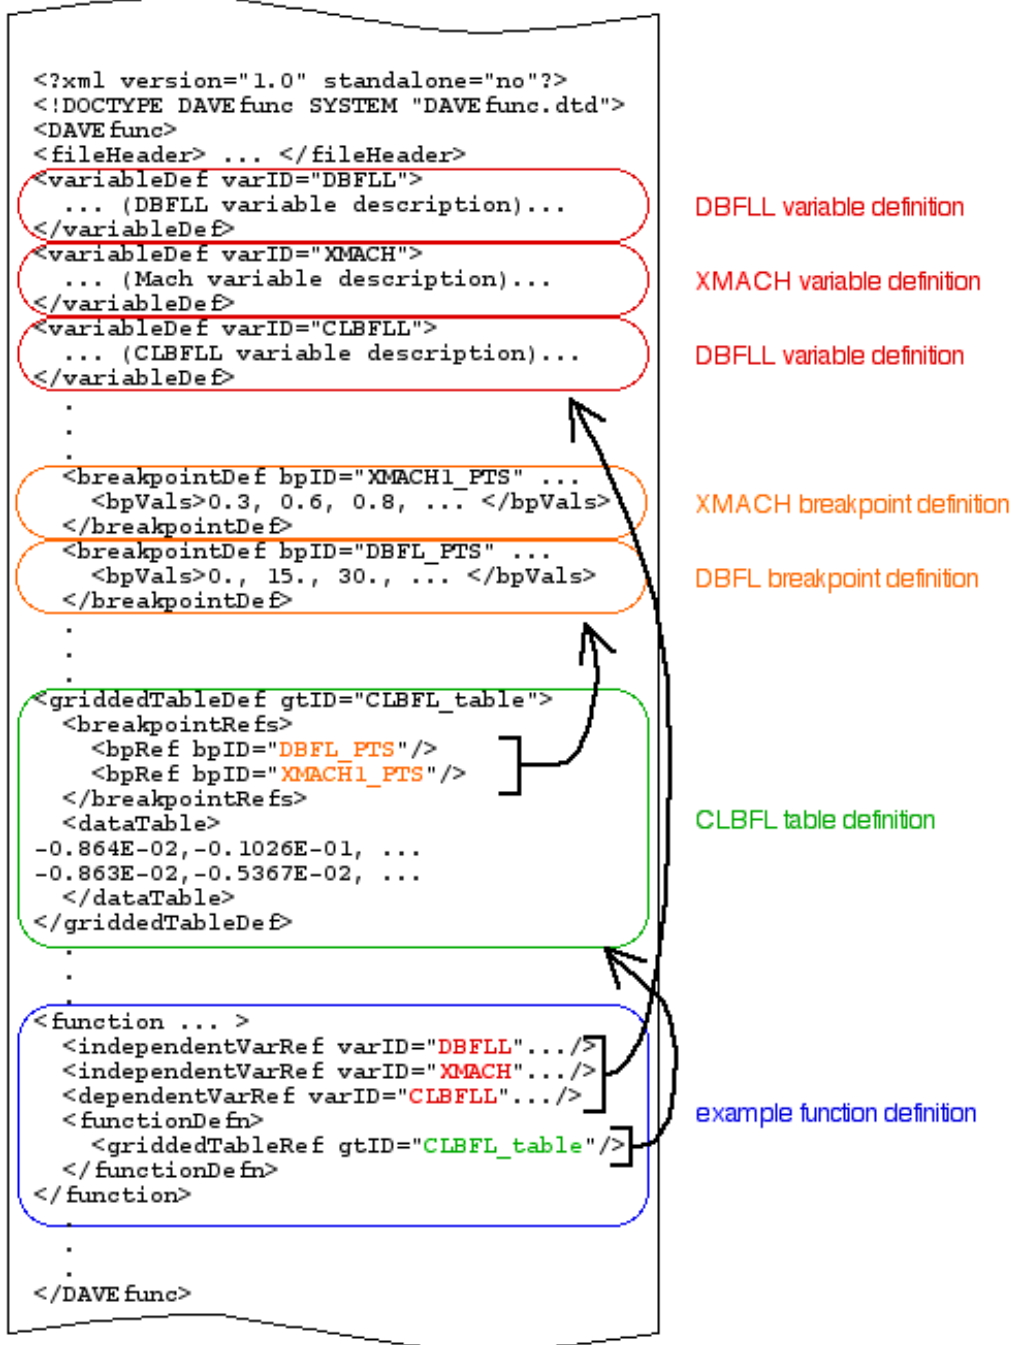 <?xml version="1.0" standalone="no"?>
<!DOCTYPE DAVEfunc SYSTEM "DAVEfunc.dtd">
<DAVEfunc>
<fileHeader> ... </fileHeader>
<variableDef varID="DBFLL">
... (DBFLL variable description)...
</variableDef>
DBFLL variable definition
<variableDef varID="XMACH">
... (Mach variable description)...
</variableDef>
XMACH variable definition
<variableDef varID="CLBFLL">
... (CLBFLL variable description)...
</variableDef>
DBFLL variable definition
.
.
.
<breakpointDef bpID="XMACH1_PTS" ...
<bpVals>0.3, 0.6, 0.8, ... </bpVals>
</breakpointDef>
XMACH breakpoint definition
<breakpointDef bpID="DBFL_PTS" ...
<bpVals>0., 15., 30., ... </bpVals>
</breakpointDef>
DBFL breakpoint definition
.
.
.
<griddedTableDef gtID="CLBFL_table">
<breakpointRefs>
<bpRef bpID="DBFL_PTS"/>
<bpRef bpID="XMACH1_PTS"/>
</breakpointRefs>
<dataTable>
-0.864E-02,-0.1026E-01, ...
-0.863E-02,-0.5367E-02, ...
</dataTable>
</griddedTableDef>
CLBFL table definition
.
.
.
<function ... >
<independentVarRef varID="DBFLL".../>
<independentVarRef varID="XMACH".../>
<dependentVarRef varID="CLBFLL".../>
<functionDefn>
<griddedTableRef gtID="CLBFL_table"/>
</functionDefn>
</function>
example function definition
.
.
.
</DAVEfunc>